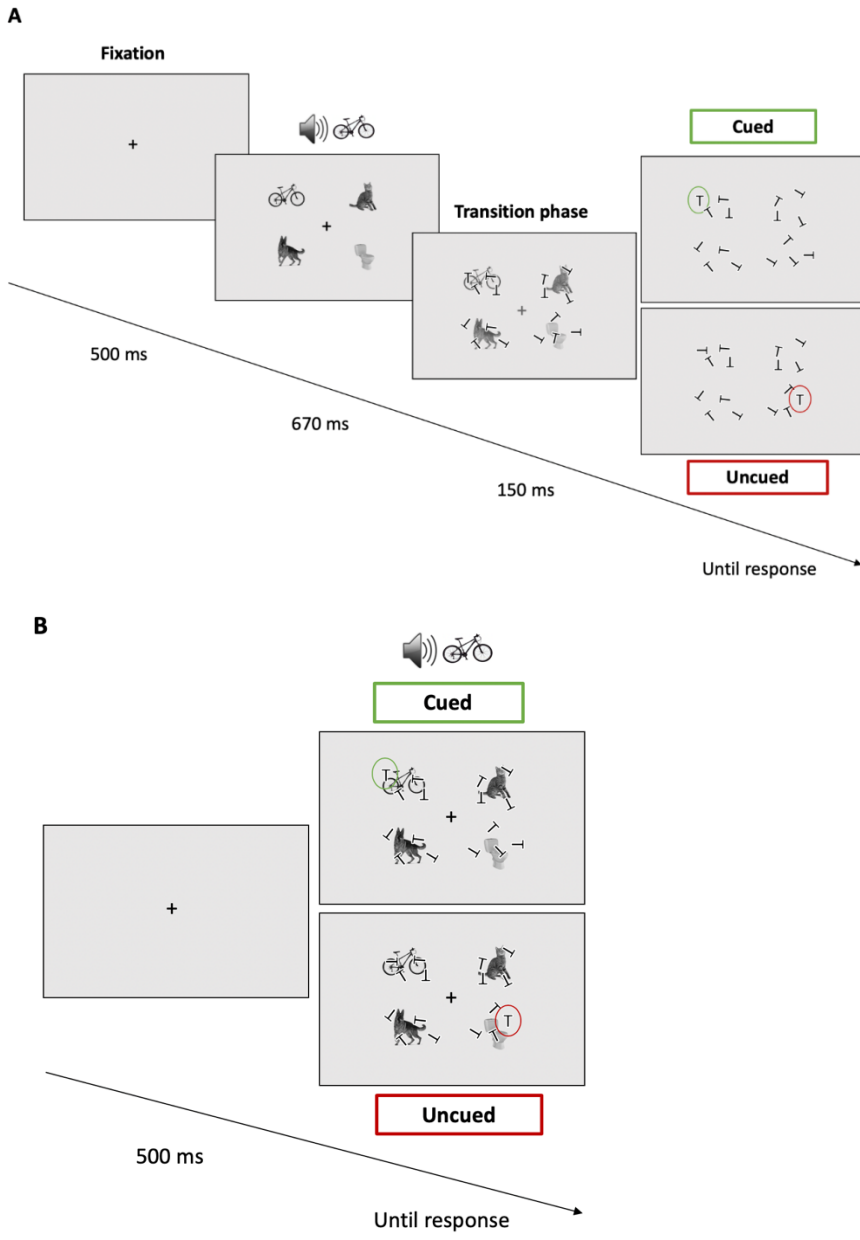 A
Fixation
Cued
Transition phase
500 ms
670 ms
150 ms
Uncued
Until response
B
Cued
Uncued
500 ms
Until response